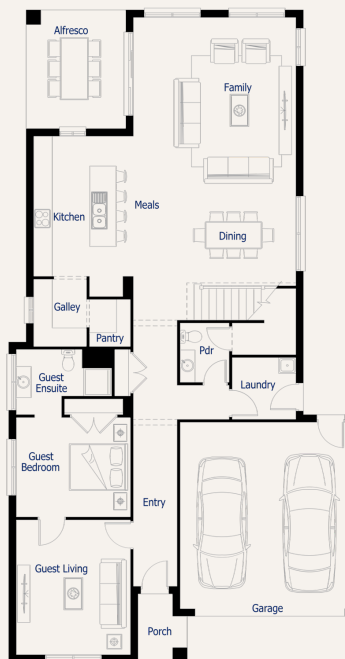 Alfresco
Family
Kitchen
Meals
Dining
Galley
Pantry
Pdr
Guest
Ensuite
Laundry
Guest
Bedroom
Entry
Guest Living
Garage
Porch